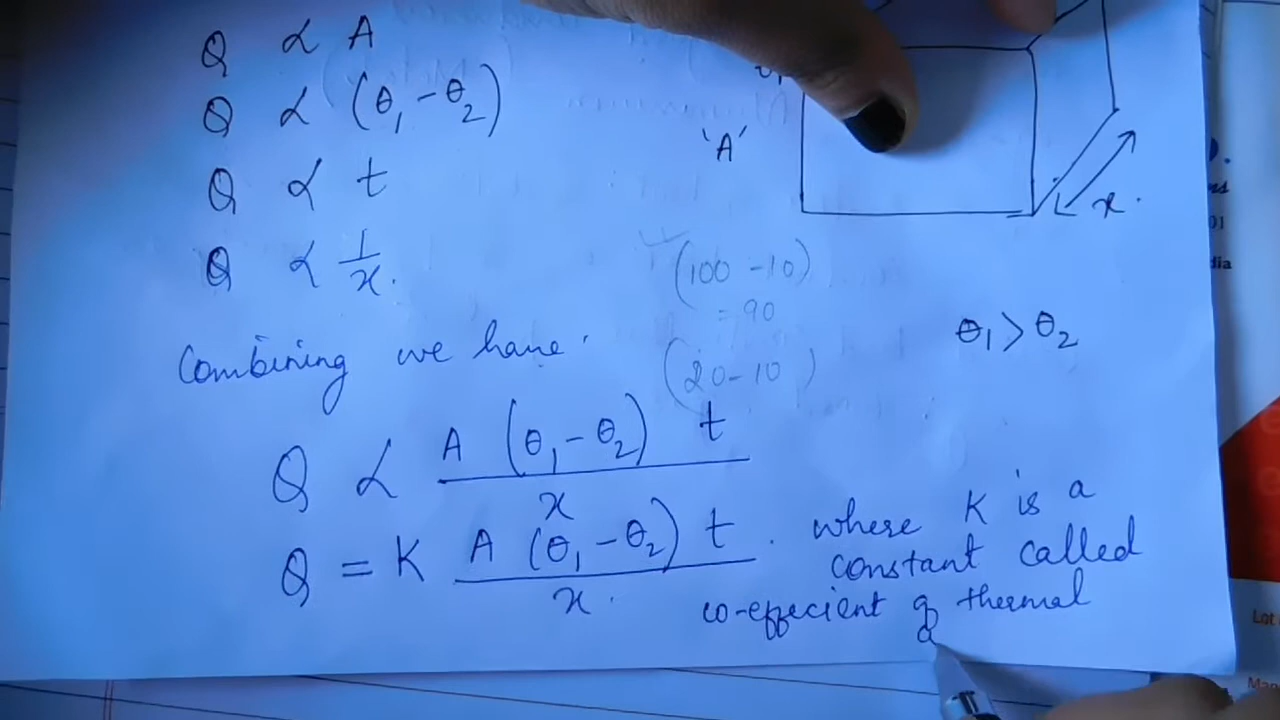 Q α A
Q α (θ₁ - θ₂)
Q α t
Q α 1/x.
'A'
x.
(100 - 10)
= 90
(20 - 10)
θ₁ > θ₂
Combining we have.
Q α A (θ₁ - θ₂) t / x
Q = K A (θ₁ - θ₂) t / x. where K is a
constant called
co-effecient of thermal
Lot